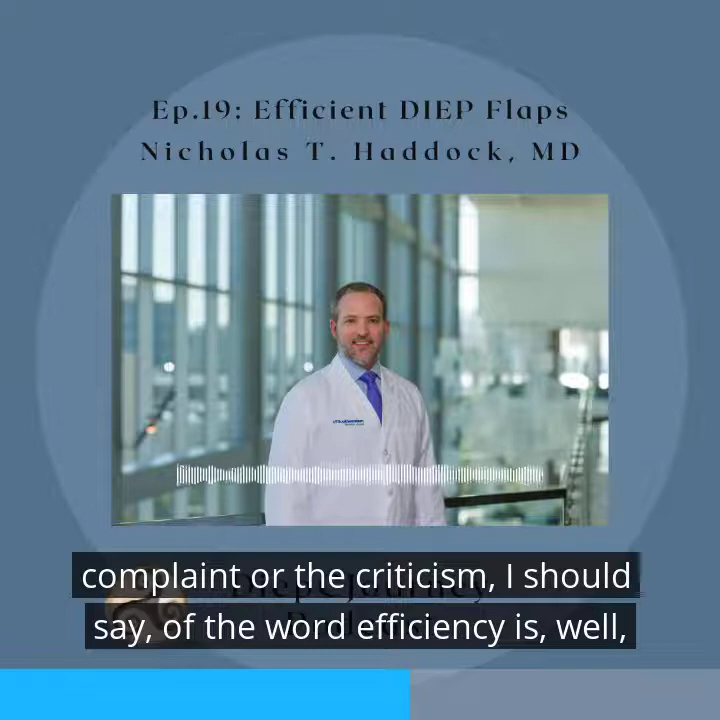 Ep.19: Efficient DIEP Flaps
Nicholas T. Haddock, MD
complaint or the criticism, I should
say, of the word efficiency is, well,